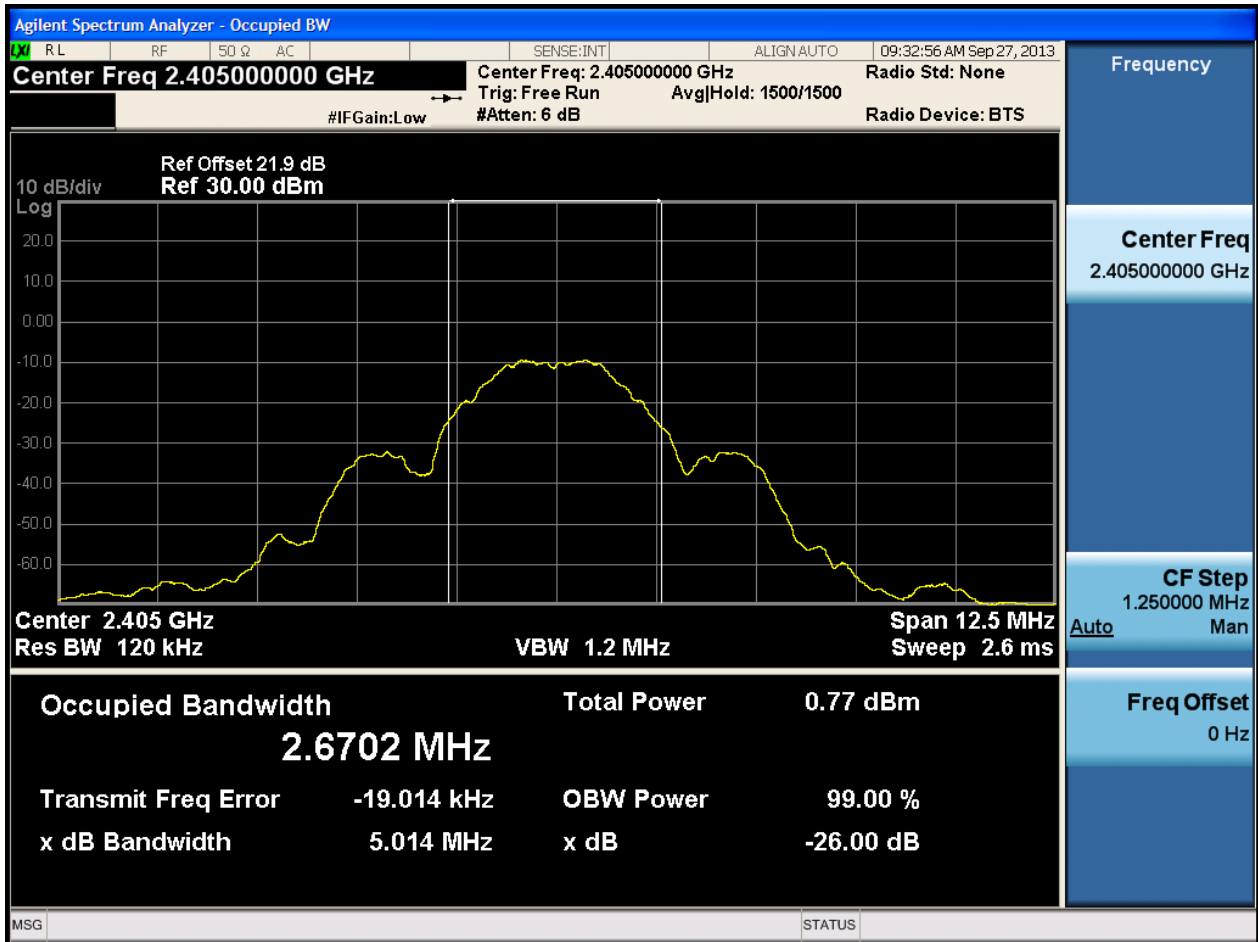 Agilent Spectrum Analyzer - Occupied BW
LXI RL RF 50 Ω AC SENSE:INT ALIGN AUTO 09:32:56 AM Sep 27, 2013
Center Freq 2.405000000 GHz
Center Freq: 2.405000000 GHz Radio Std: None
Trig: Free Run Avg|Hold: 1500/1500
#IFGain:Low #Atten: 6 dB Radio Device: BTS
Ref Offset 21.9 dB
10 dB/div Ref 30.00 dBm
Log
20.0
10.0
0.00
-10.0
-20.0
-30.0
-40.0
-50.0
-60.0
Center 2.405 GHz Span 12.5 MHz
Res BW 120 kHz VBW 1.2 MHz Sweep 2.6 ms
Occupied Bandwidth Total Power 0.77 dBm
2.6702 MHz
Transmit Freq Error -19.014 kHz OBW Power 99.00 %
x dB Bandwidth 5.014 MHz x dB -26.00 dB
MSG STATUS
Frequency
Center Freq
2.405000000 GHz
CF Step
1.250000 MHz
Auto Man
Freq Offset
0 Hz